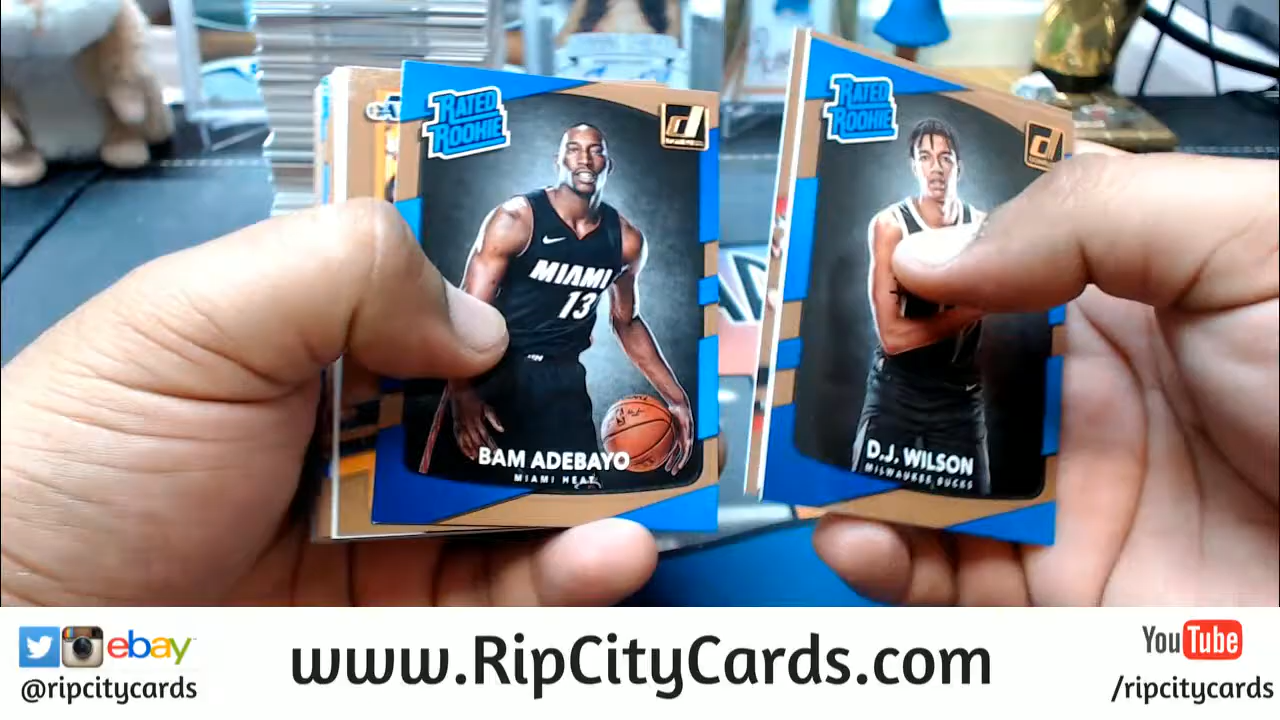 RATED
ROOKIE
MIAMI
13
BAM ADEBAYO
MIAMI HEAT
RATED
ROOKIE
D.J. WILSON
MILWAUKEE BUCKS
ebay
@ripcitycards
www.RipCityCards.com
YouTube
/ripcitycards